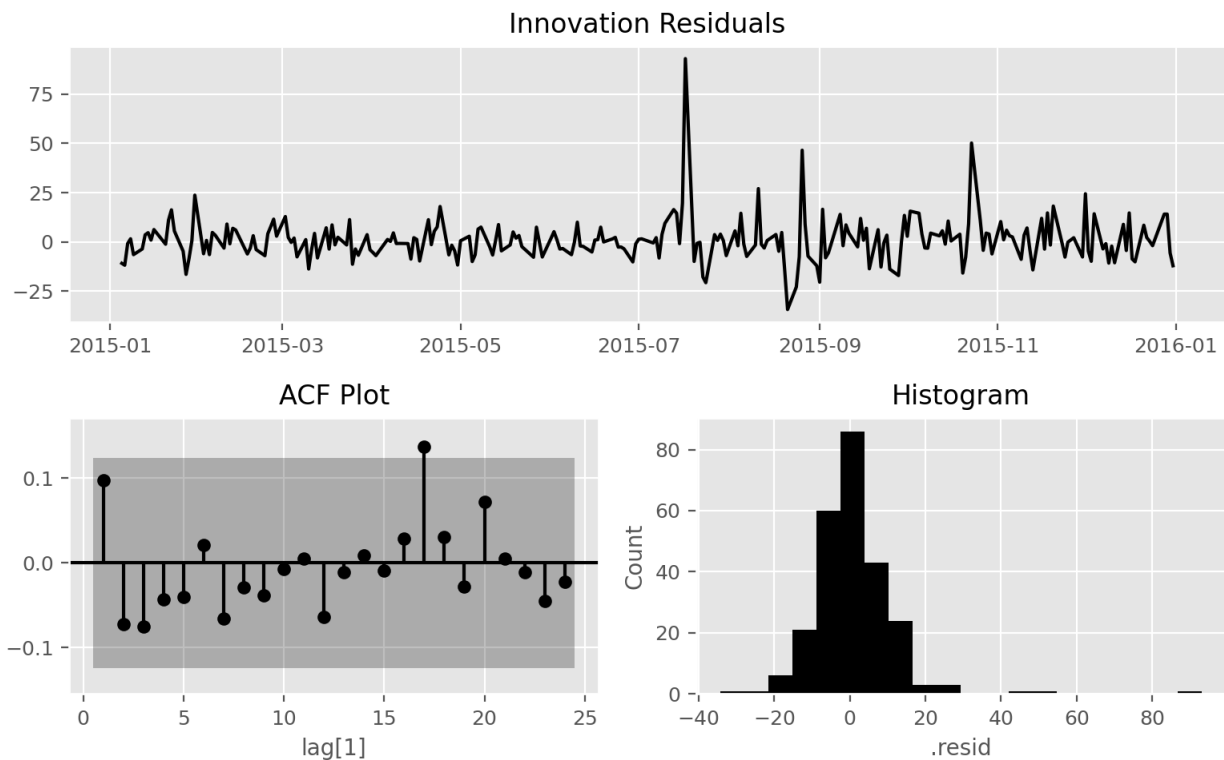 Innovation Residuals
75
50
25
0
−25
2015-01 2015-03 2015-05 2015-07 2015-09 2015-11 2016-01
ACF Plot
0.1
0.0
−0.1
0 5 10 15 20 25
lag[1]
Histogram
Count
80
60
40
20
0
−40 −20 0 20 40 60 80
.resid